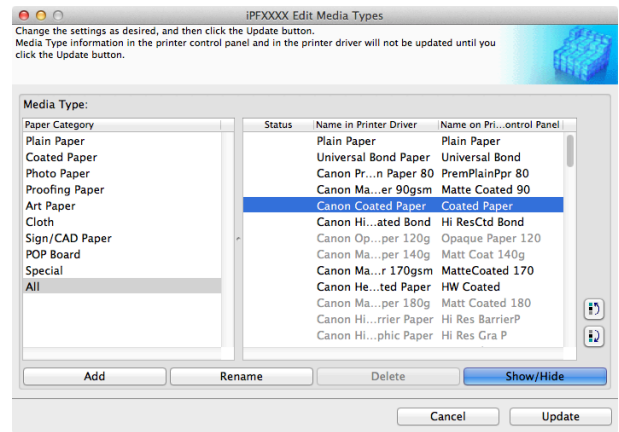 iPFXXXX Edit Media Types
Change the settings as desired, and then click the Update button.
Media Type information in the printer control panel and in the printer driver will not be updated until you
click the Update button.
Media Type:
Paper Category
Plain Paper
Coated Paper
Photo Paper
Proofing Paper
Art Paper
Cloth
Sign/CAD Paper
POP Board
Special
All
Status Name in Printer Driver Name on Pri...ontrol Panel
Plain Paper Plain Paper
Universal Bond Paper Universal Bond
Canon Pr...n Paper 80 PremPlainPpr 80
Canon Ma...er 90gsm Matte Coated 90
Canon Coated Paper Coated Paper
Canon Hi...ated Bond Hi ResCtd Bond
Canon Op...per 120g Opaque Paper 120
Canon Ma...per 140g Matt Coat 140g
Canon Ma...r 170gsm MatteCoated 170
Canon He...ted Paper HW Coated
Canon Ma...per 180g Matt Coated 180
Canon Hi...rrier Paper Hi Res BarrierP
Canon Hi...phic Paper Hi Res Gra P
Add Rename Delete Show/Hide
Cancel Update